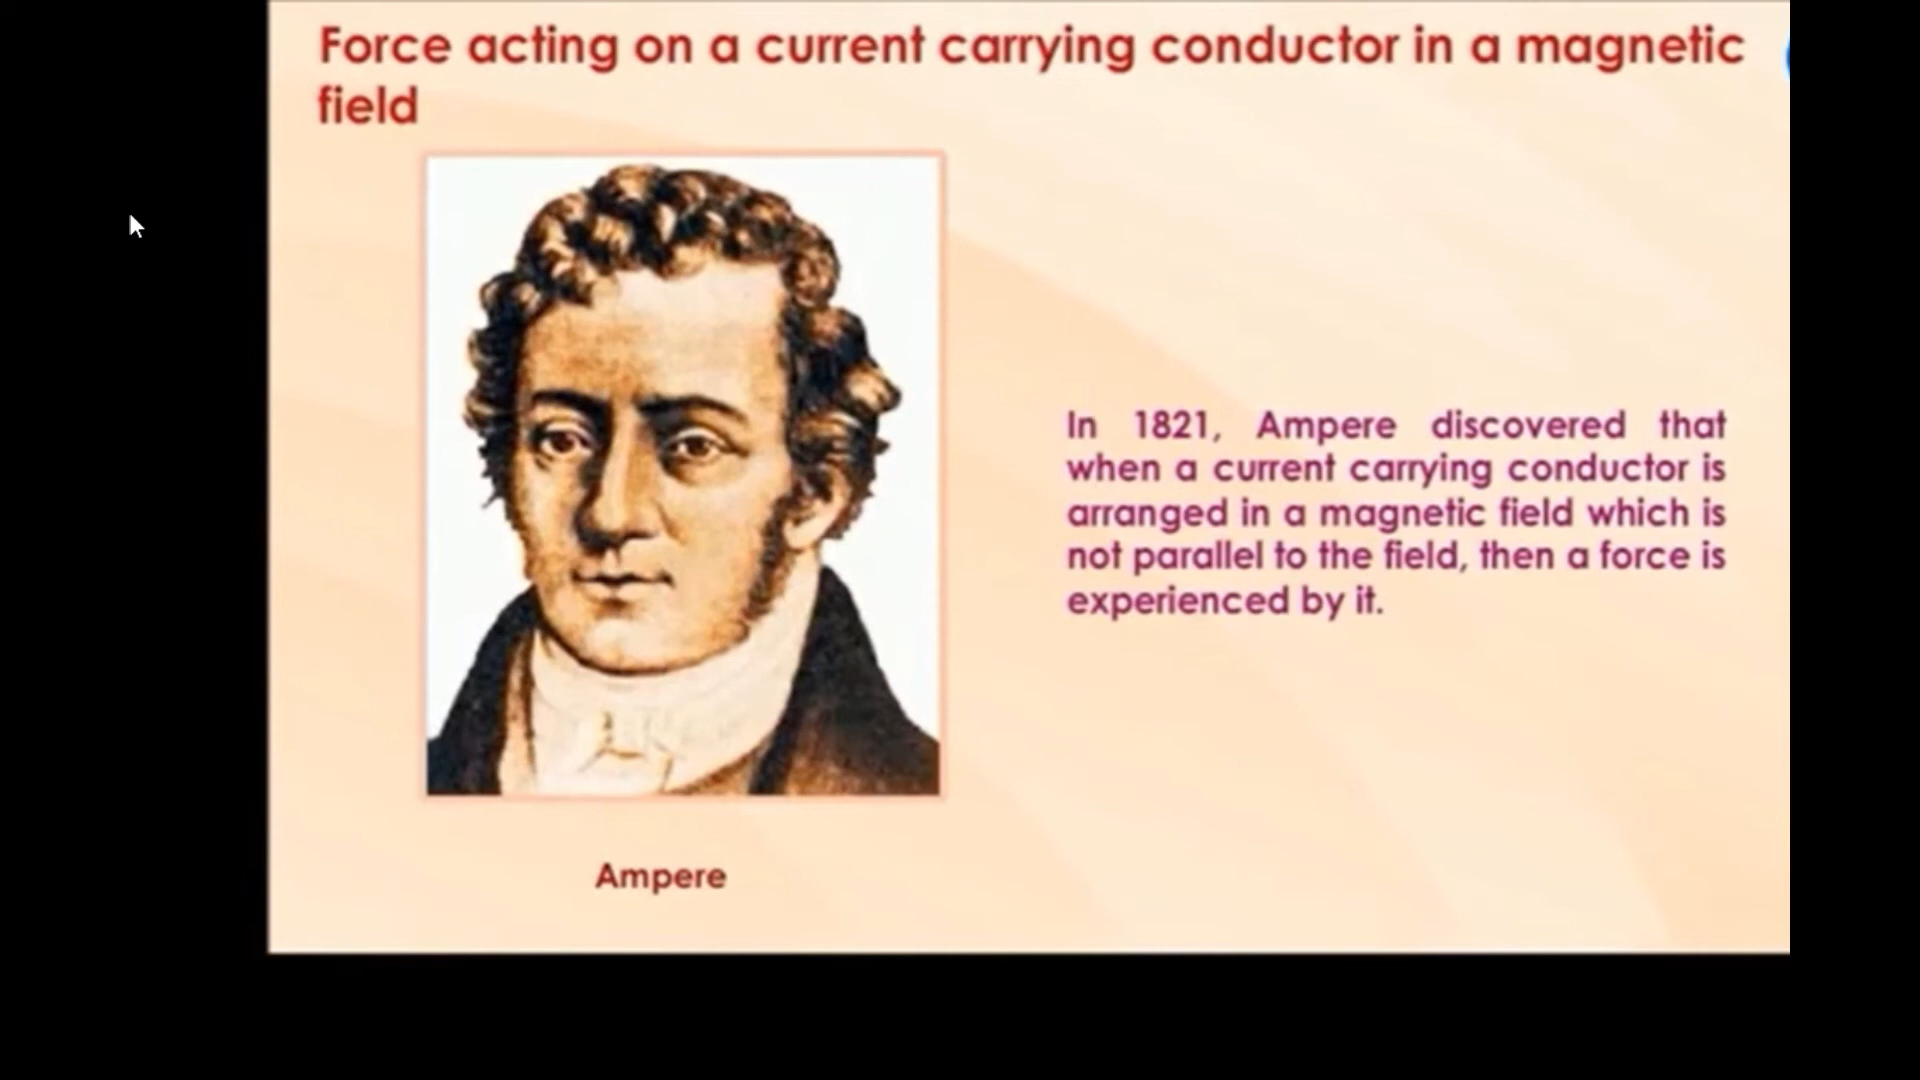 Force acting on a current carrying conductor in a magnetic
field
In 1821, Ampere discovered that
when a current carrying conductor is
arranged in a magnetic field which is
not parallel to the field, then a force is
experienced by it.
Ampere